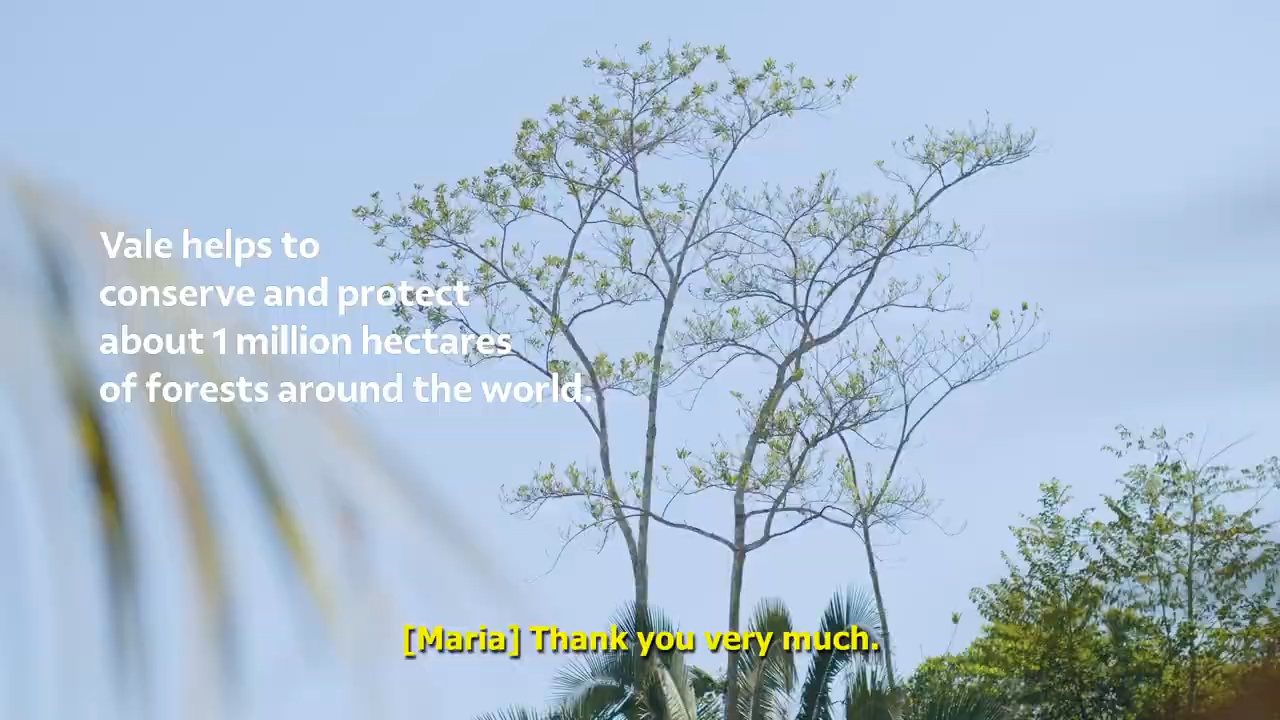 Vale helps to
conserve and protect
about 1 million hectares
of forests around the world.
[Maria] Thank you very much.